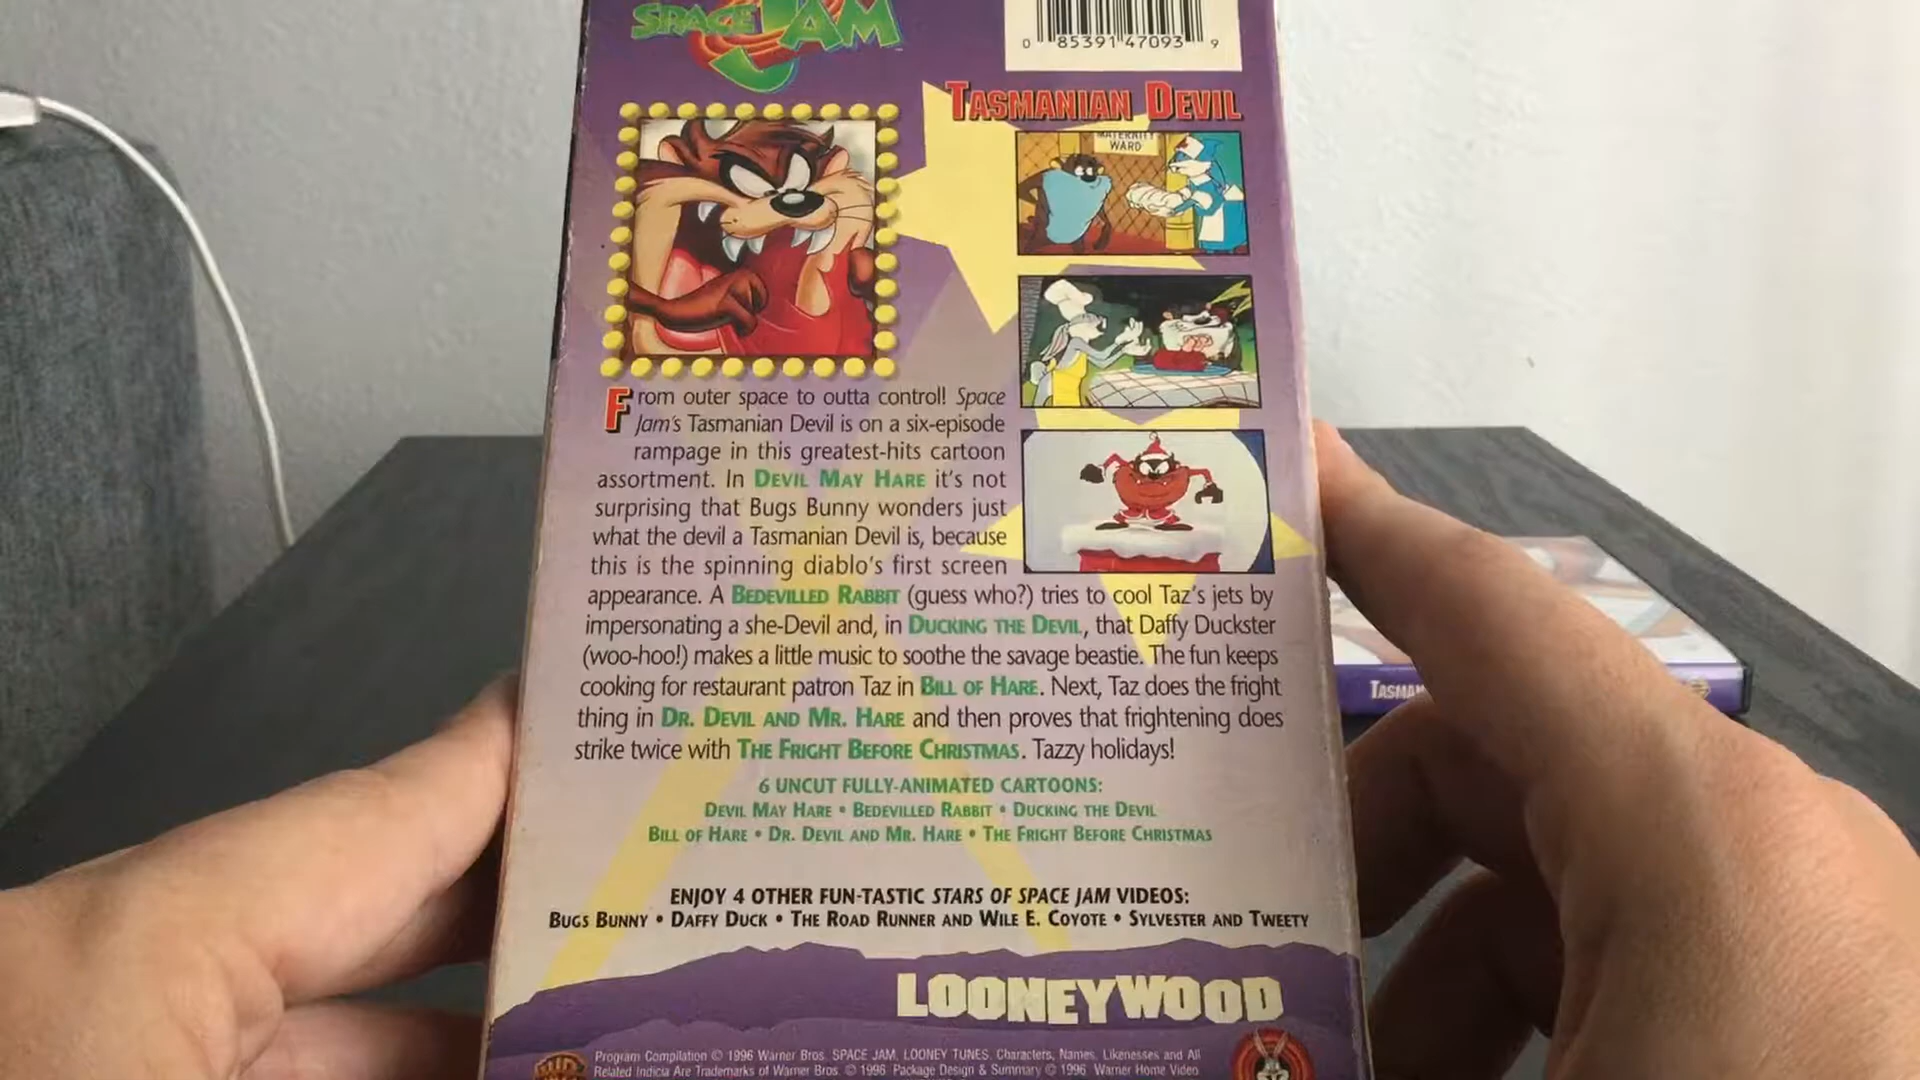 SPACE JAM
0 85391 47093 9
TASMANIAN DEVIL
MATERNITY
WARD
From outer space to outta control! Space
Jam's Tasmanian Devil is on a six-episode
rampage in this greatest-hits cartoon
assortment. In DEVIL MAY HARE it's not
surprising that Bugs Bunny wonders just
what the devil a Tasmanian Devil is, because
this is the spinning diablo's first screen
appearance. A BEDEVILLED RABBIT (guess who?) tries to cool Taz's jets by
impersonating a she-Devil and, in DUCKING THE DEVIL, that Daffy Duckster
(woo-hoo!) makes a little music to soothe the savage beastie. The fun keeps
cooking for restaurant patron Taz in BILL OF HARE. Next, Taz does the fright
thing in DR. DEVIL AND MR. HARE and then proves that frightening does
strike twice with THE FRIGHT BEFORE CHRISTMAS. Tazzy holidays!
6 UNCUT FULLY-ANIMATED CARTOONS:
DEVIL MAY HARE • BEDEVILLED RABBIT • DUCKING THE DEVIL
BILL OF HARE • DR. DEVIL AND MR. HARE • THE FRIGHT BEFORE CHRISTMAS
ENJOY 4 OTHER FUN-TASTIC STARS OF SPACE JAM VIDEOS:
BUGS BUNNY • DAFFY DUCK • THE ROAD RUNNER AND WILE E. COYOTE • SYLVESTER AND TWEETY
LOONEYWOOD
Program Compilation © 1996 Warner Bros. SPACE JAM, LOONEY TUNES, Characters, Names, Likenesses and All
Related Indicia Are Trademarks of Warner Bros. © 1996. Package Design & Summary © 1996 Warner Home Video
TASMA